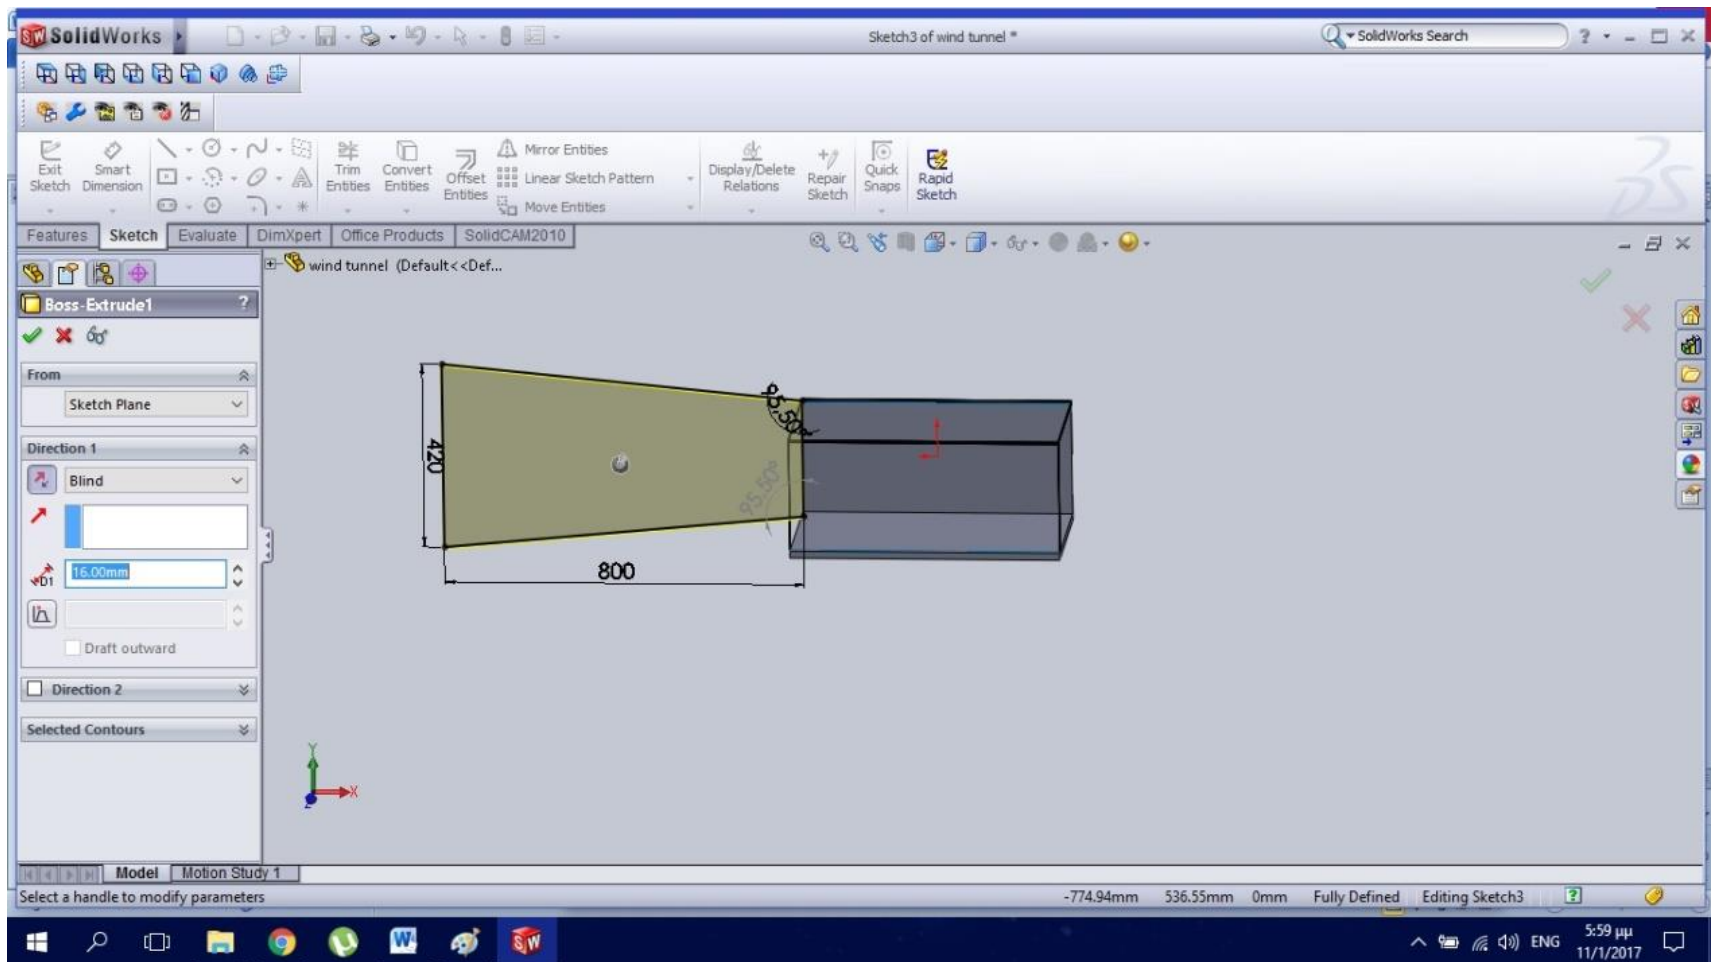 SolidWorks
Sketch3 of wind tunnel *
SolidWorks Search
?
Exit Sketch
Smart Dimension
Trim Entities
Convert Entities
Offset Entities
Mirror Entities
Linear Sketch Pattern
Move Entities
Display/Delete Relations
Repair Sketch
Quick Snaps
Rapid Sketch
Features Sketch Evaluate DimXpert Office Products SolidCAM2010
wind tunnel (Default<<Def...
Boss-Extrude1 ?
From
Sketch Plane
Direction 1
Blind
D1 16.00mm
Draft outward
Direction 2
Selected Contours
420
95,50°
95.50°
800
Y
X
Z
Model Motion Study 1
Select a handle to modify parameters
-774.94mm 536.55mm 0mm Fully Defined Editing Sketch3 ?
W
SW
ENG
5:59 μμ
11/1/2017